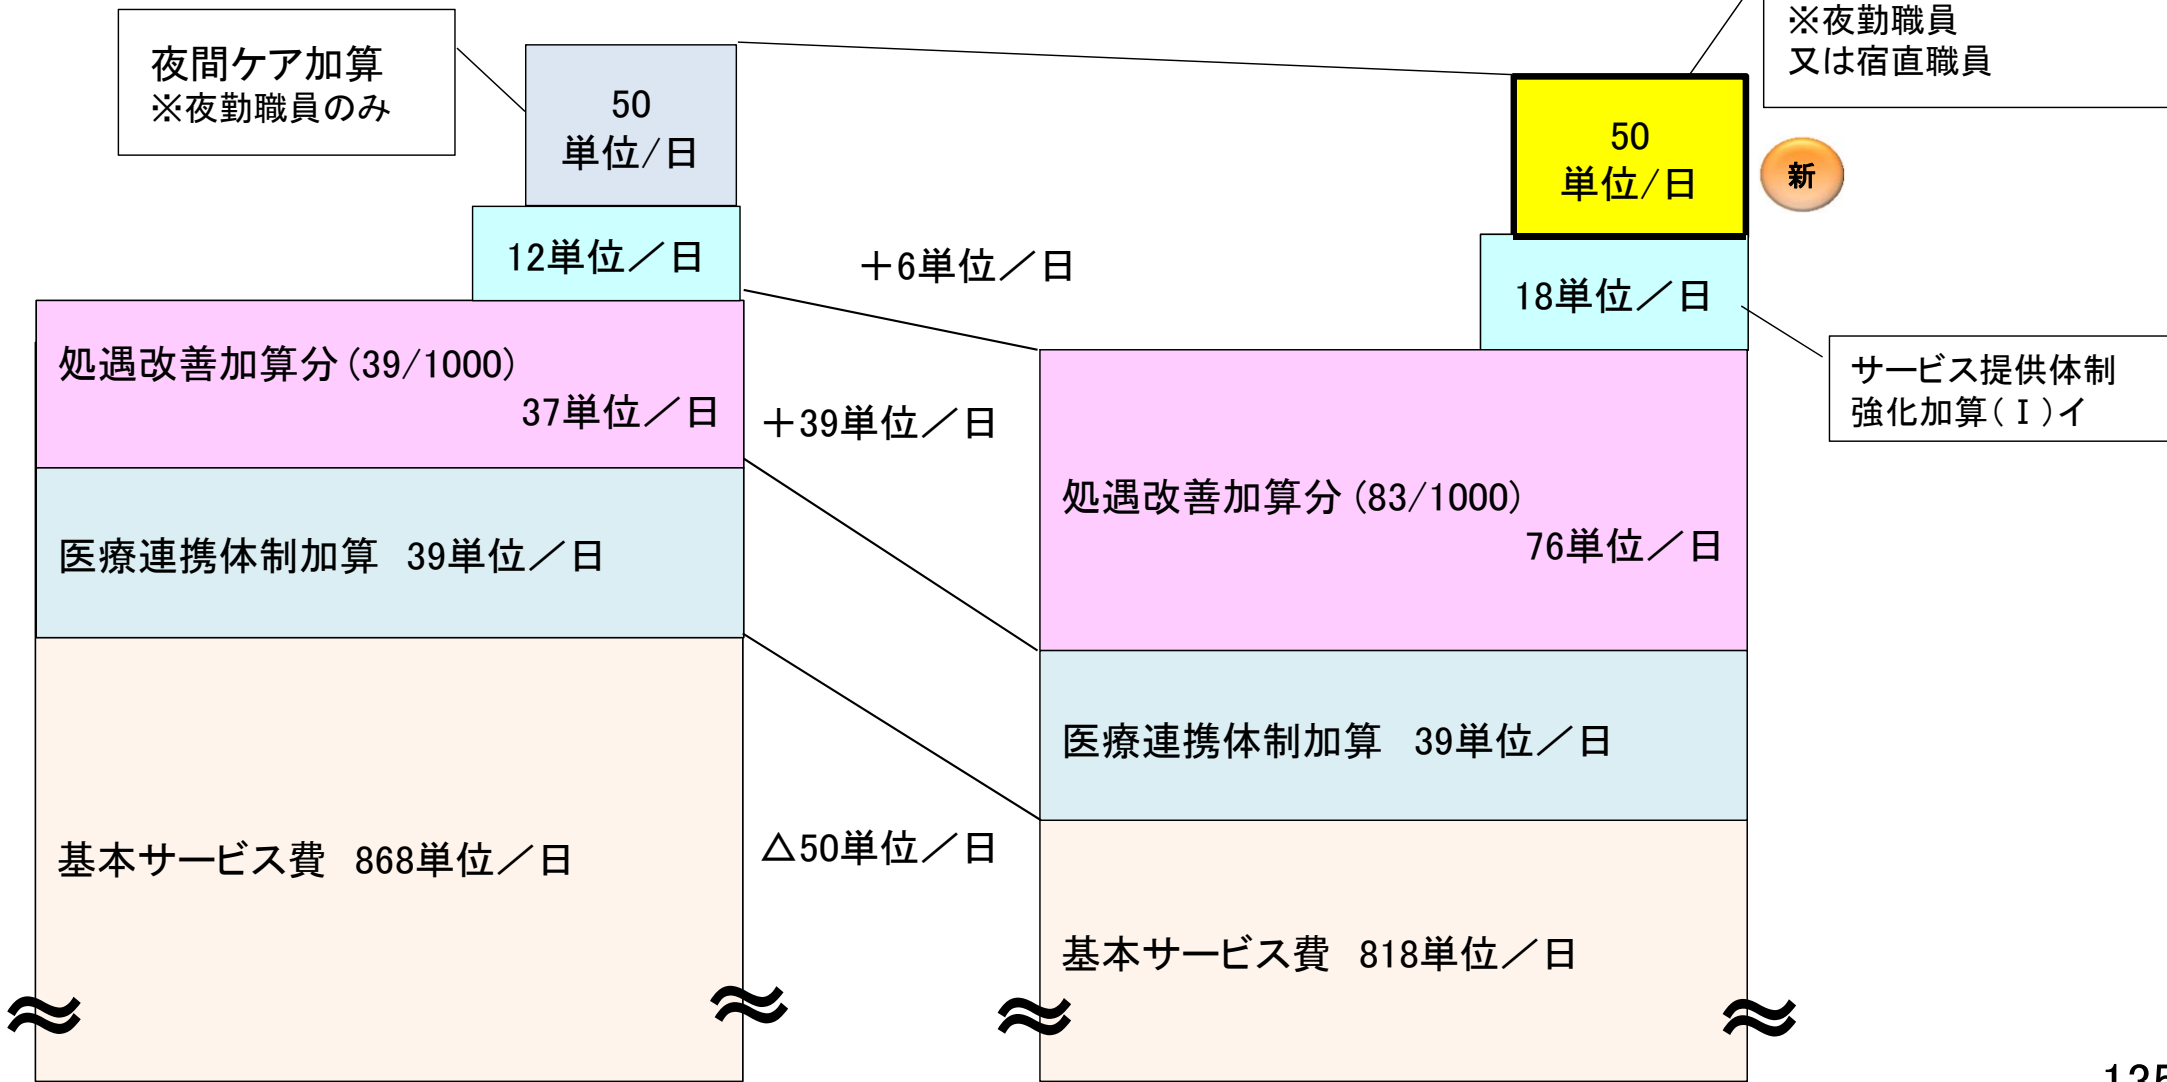 夜間ケア加算
※夜勤職員のみ
50
単位/日
12単位／日
処遇改善加算分(39/1000)
37単位／日
医療連携体制加算 39単位／日
基本サービス費 868単位／日
＋6単位／日
＋39単位／日
△50単位／日
※夜勤職員
又は宿直職員
50
単位/日
新
18単位／日
サービス提供体制
強化加算(Ⅰ)イ
処遇改善加算分(83/1000)
76単位／日
医療連携体制加算 39単位／日
基本サービス費 818単位／日
135